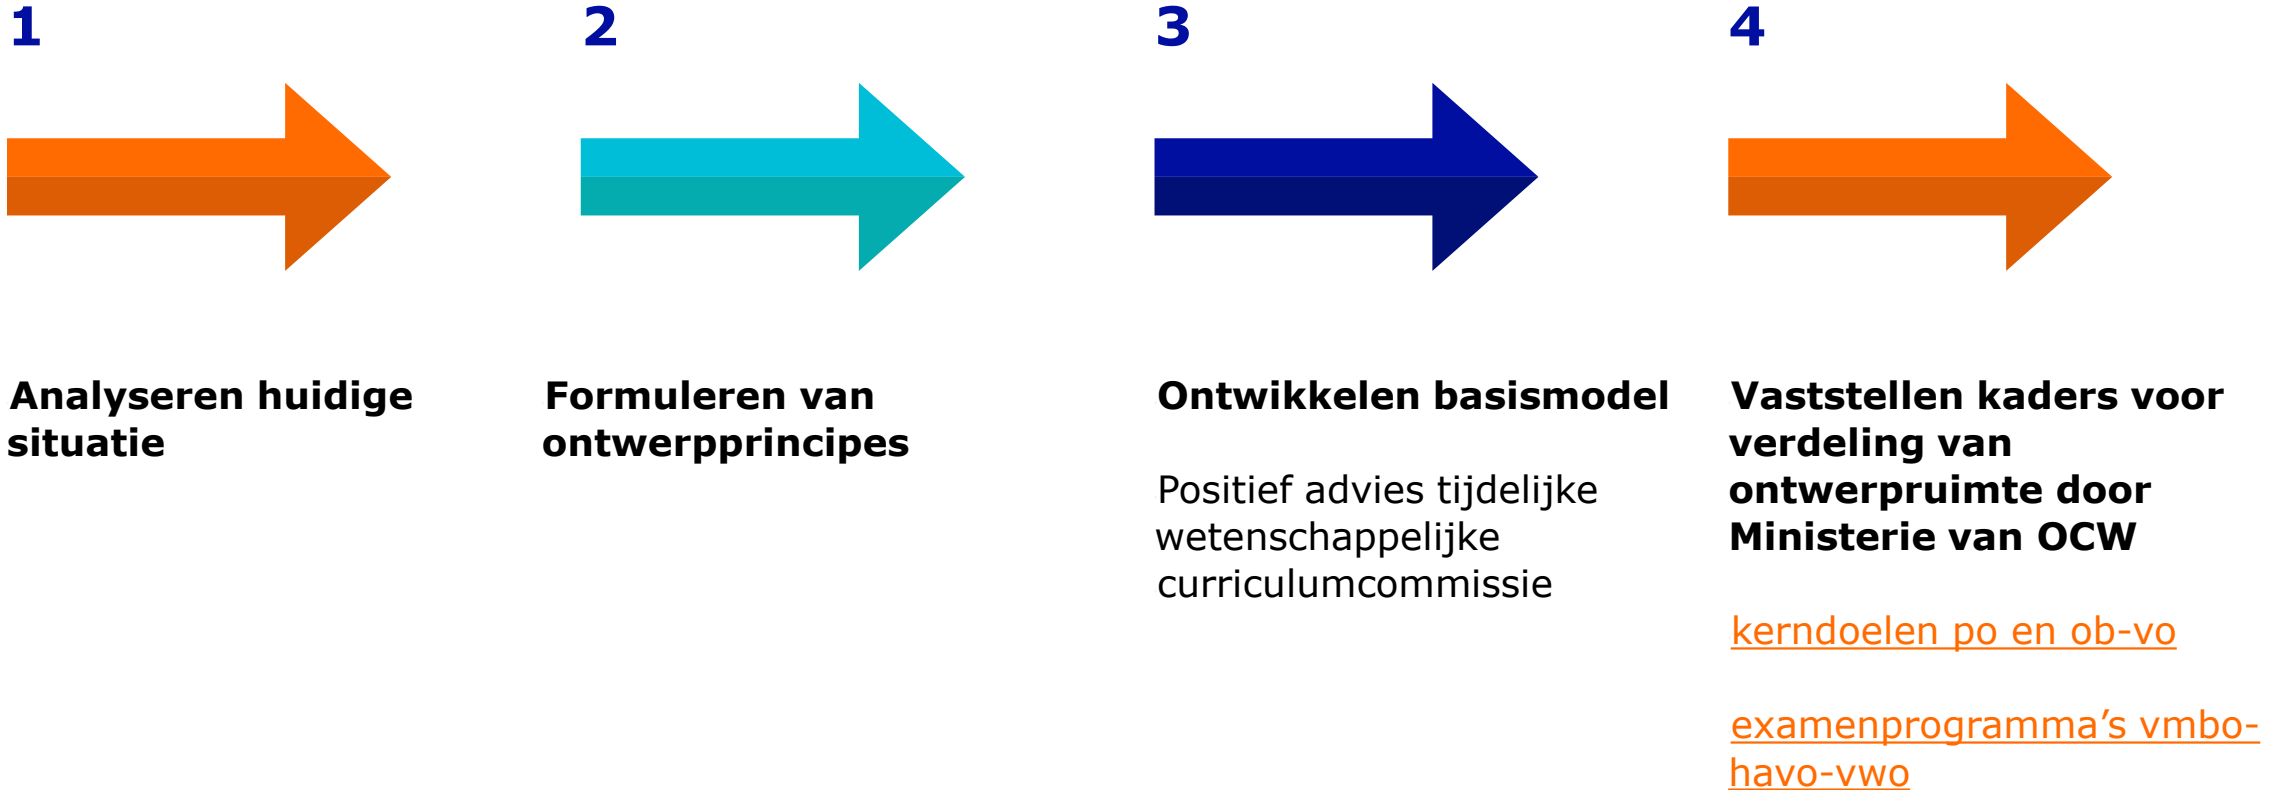 1
2
3
4
Analyseren huidige
situatie
Formuleren van
ontwerpprincipes
Ontwikkelen basismodel
Positief advies tijdelijke
wetenschappelijke
curriculumcommissie
Vaststellen kaders voor
verdeling van
ontwerpruimte door
Ministerie van OCW
kerndoelen po en ob-vo
examenprogramma’s vmbo-
havo-vwo